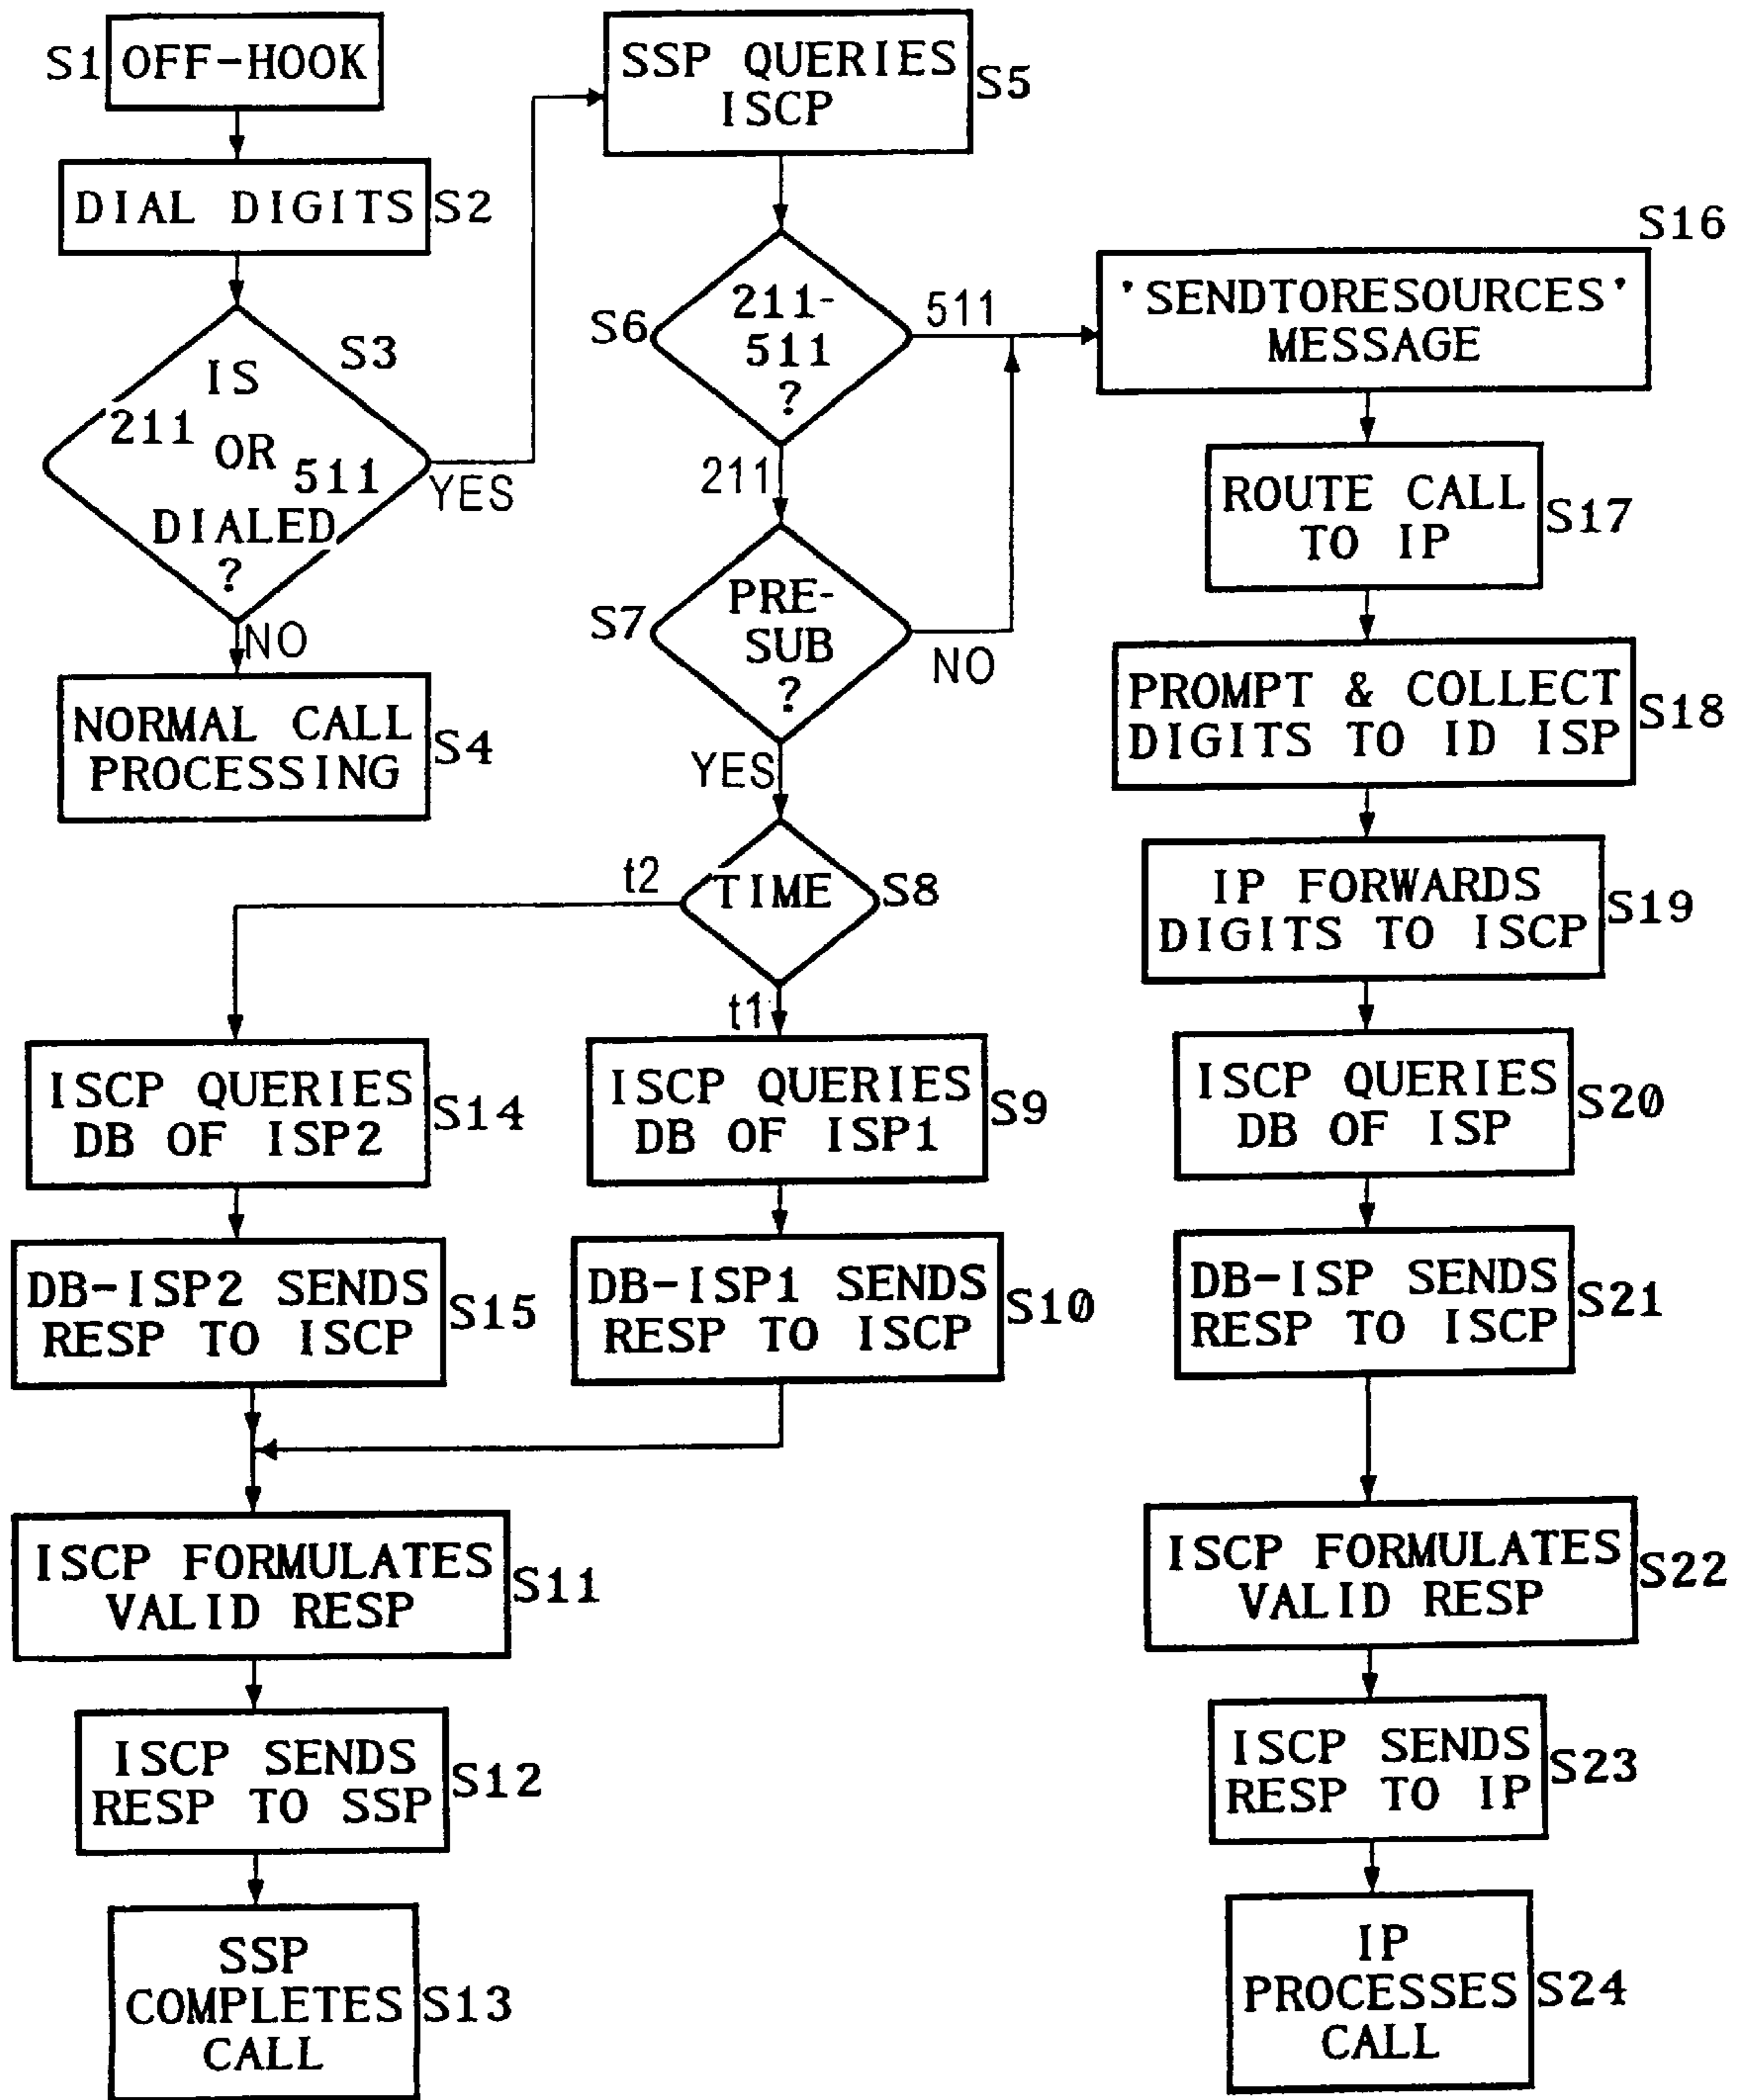 S1
OFF-HOOK
DIAL DIGITS
S2
S3
IS
211
OR
511
DIALED
?
YES
NO
NORMAL CALL
PROCESSING
S4
SSP QUERIES
ISCP
S5
S6
211-
511
?
511
211
S7
PRE-
SUB
?
NO
YES
TIME
S8
t2
t1
ISCP QUERIES
DB OF ISP2
S14
DB-ISP2 SENDS
RESP TO ISCP
S15
ISCP QUERIES
DB OF ISP1
S9
DB-ISP1 SENDS
RESP TO ISCP
S10
ISCP FORMULATES
VALID RESP
S11
ISCP SENDS
RESP TO SSP
S12
SSP
COMPLETES
CALL
S13
S16
'SENDTORESOURCES'
MESSAGE
ROUTE CALL
TO IP
S17
PROMPT & COLLECT
DIGITS TO ID ISP
S18
IP FORWARDS
DIGITS TO ISCP
S19
ISCP QUERIES
DB OF ISP
S20
DB-ISP SENDS
RESP TO ISCP
S21
ISCP FORMULATES
VALID RESP
S22
ISCP SENDS
RESP TO IP
S23
IP
PROCESSES
CALL
S24